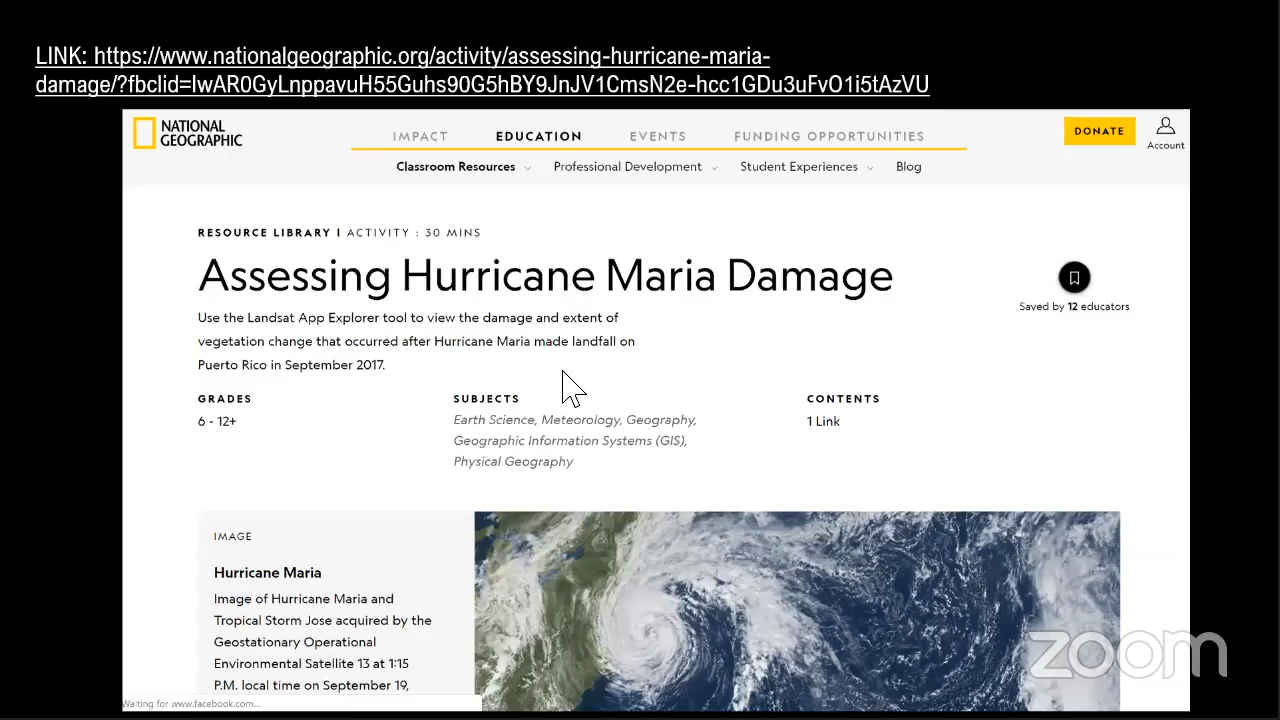 LINK: https://www.nationalgeographic.org/activity/assessing-hurricane-maria-
damage/?fbclid=IwAR0GyLnppavuH55Guhs90G5hBY9JnJV1CmsN2e-hcc1GDu3uFvO1i5tAzVU
NATIONAL
GEOGRAPHIC
IMPACT EDUCATION EVENTS FUNDING OPPORTUNITIES
DONATE
Account
Classroom Resources Professional Development Student Experiences Blog
RESOURCE LIBRARY | ACTIVITY : 30 MINS
Assessing Hurricane Maria Damage
Saved by 12 educators
Use the Landsat App Explorer tool to view the damage and extent of
vegetation change that occurred after Hurricane Maria made landfall on
Puerto Rico in September 2017.
GRADES
6 - 12+
SUBJECTS
Earth Science, Meteorology, Geography,
Geographic Information Systems (GIS),
Physical Geography
CONTENTS
1 Link
IMAGE
Hurricane Maria
Image of Hurricane Maria and
Tropical Storm Jose acquired by the
Geostationary Operational
Environmental Satellite 13 at 1:15
P.M. local time on September 19,
Waiting for www.facebook.com...
zoom